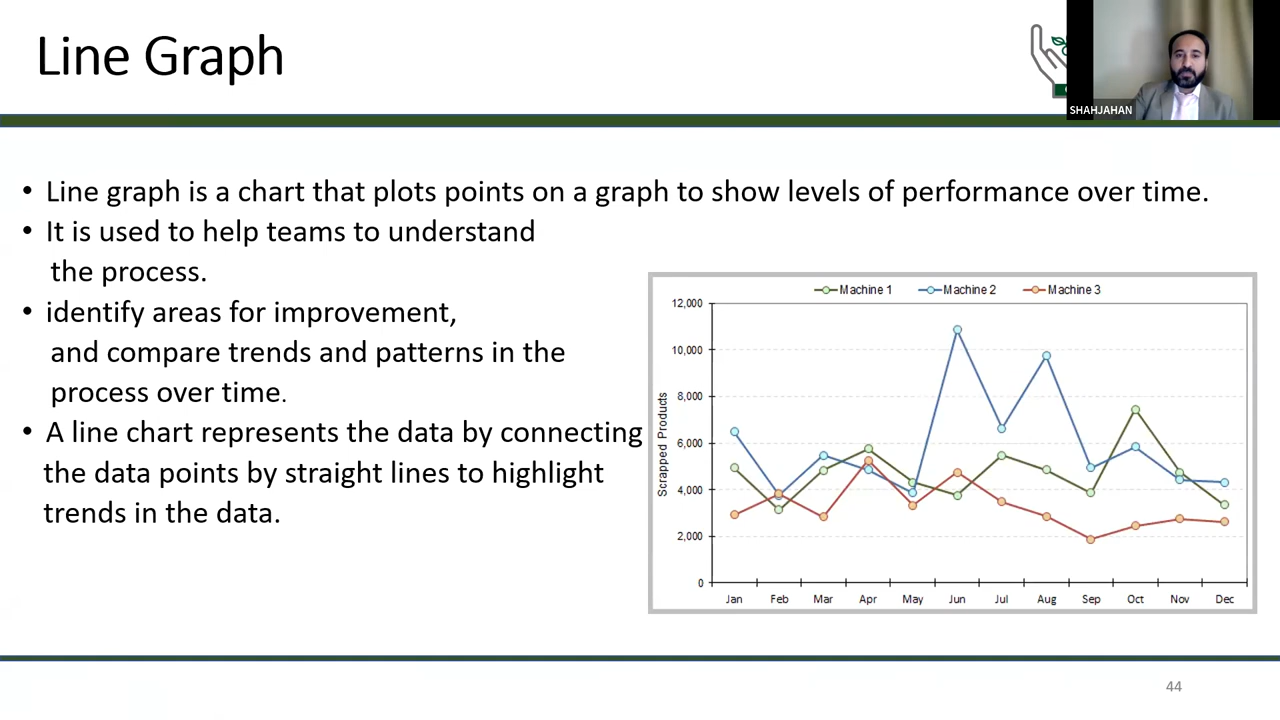 Line Graph
SHAHJAHAN
• Line graph is a chart that plots points on a graph to show levels of performance over time.
• It is used to help teams to understand
the process.
• identify areas for improvement,
and compare trends and patterns in the
process over time.
• A line chart represents the data by connecting
the data points by straight lines to highlight
trends in the data.
Machine 1 Machine 2 Machine 3
Scrapped Products
12,000
10,000
8,000
6,000
4,000
2,000
0
Jan Feb Mar Apr May Jun Jul Aug Sep Oct Nov Dec
44